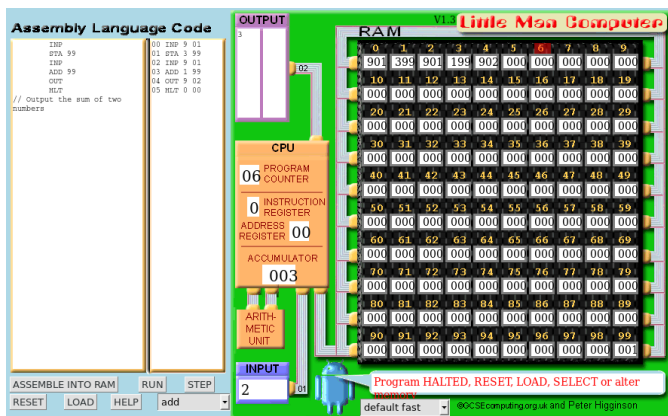 Assembly Language Code
INP
STA 99
INP
ADD 99
OUT
HLT
// Output the sum of two
numbers
00 INP 9 01
01 STA 3 99
02 INP 9 01
03 ADD 1 99
04 OUT 9 02
05 HLT 0 00
ASSEMBLE INTO RAM RUN STEP
RESET LOAD HELP add
OUTPUT
3
02
CPU
06 PROGRAM
COUNTER
0 INSTRUCTION
REGISTER
ADDRESS
REGISTER 00
ACCUMULATOR
003
ARITH-
METIC
UNIT
INPUT
2
01
V1.3 Little Man Computer
RAM
0 1 2 3 4 5 6 7 8 9
901 399 901 199 902 000 000 000 000 000
10 11 12 13 14 15 16 17 18 19
000 000 000 000 000 000 000 000 000 000
20 21 22 23 24 25 26 27 28 29
000 000 000 000 000 000 000 000 000 000
30 31 32 33 34 35 36 37 38 39
000 000 000 000 000 000 000 000 000 000
40 41 42 43 44 45 46 47 48 49
000 000 000 000 000 000 000 000 000 000
50 51 52 53 54 55 56 57 58 59
000 000 000 000 000 000 000 000 000 000
60 61 62 63 64 65 66 67 68 69
000 000 000 000 000 000 000 000 000 000
70 71 72 73 74 75 76 77 78 79
000 000 000 000 000 000 000 000 000 000
80 81 82 83 84 85 86 87 88 89
000 000 000 000 000 000 000 000 000 000
90 91 92 93 94 95 96 97 98 99
000 000 000 000 000 000 000 000 000 001
Program HALTED, RESET, LOAD, SELECT or alter
memory
default fast
©GCSEcomputing.org.uk and Peter Higginson